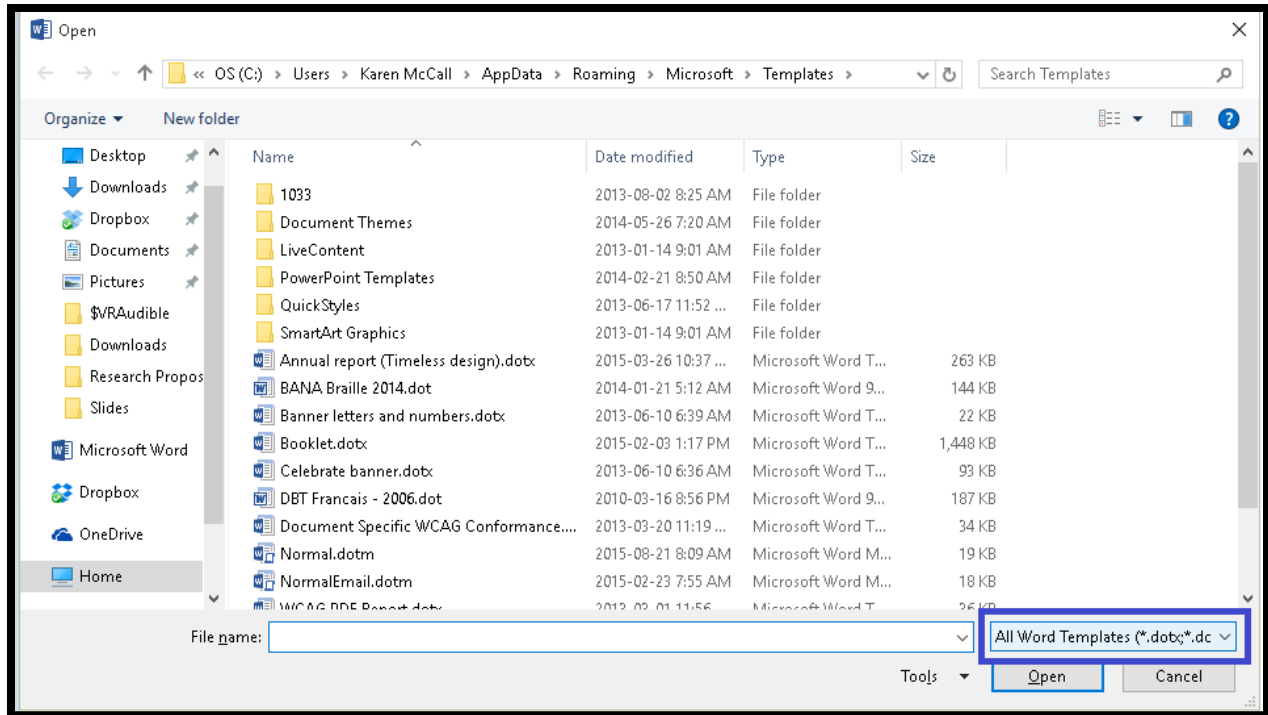 Open
« OS (C:) › Users › Karen McCall › AppData › Roaming › Microsoft › Templates ›
Search Templates
Organize
New folder
Desktop
Downloads
Dropbox
Documents
Pictures
$VRAudible
Downloads
Research Propos
Slides
Microsoft Word
Dropbox
OneDrive
Home
Name Date modified Type Size
1033 2013-08-02 8:25 AM File folder
Document Themes 2014-05-26 7:20 AM File folder
LiveContent 2013-01-14 9:01 AM File folder
PowerPoint Templates 2014-02-21 8:50 AM File folder
QuickStyles 2013-06-17 11:52 ... File folder
SmartArt Graphics 2013-01-14 9:01 AM File folder
Annual report (Timeless design).dotx 2015-03-26 10:37 ... Microsoft Word T... 263 KB
BANA Braille 2014.dot 2014-01-21 5:12 AM Microsoft Word 9... 144 KB
Banner letters and numbers.dotx 2013-06-10 6:39 AM Microsoft Word T... 22 KB
Booklet.dotx 2015-02-03 1:17 PM Microsoft Word T... 1,448 KB
Celebrate banner.dotx 2013-06-10 6:36 AM Microsoft Word T... 93 KB
DBT Francais - 2006.dot 2010-03-16 8:56 PM Microsoft Word 9... 187 KB
Document Specific WCAG Conformance.... 2013-03-20 11:19 ... Microsoft Word T... 34 KB
Normal.dotm 2015-08-21 8:09 AM Microsoft Word M... 19 KB
NormalEmail.dotm 2015-02-23 7:55 AM Microsoft Word M... 18 KB
WCAG PDF Report.dotx Microsoft Word T...
File name:
All Word Templates (*.dotx;*.dc
Tools
Open
Cancel